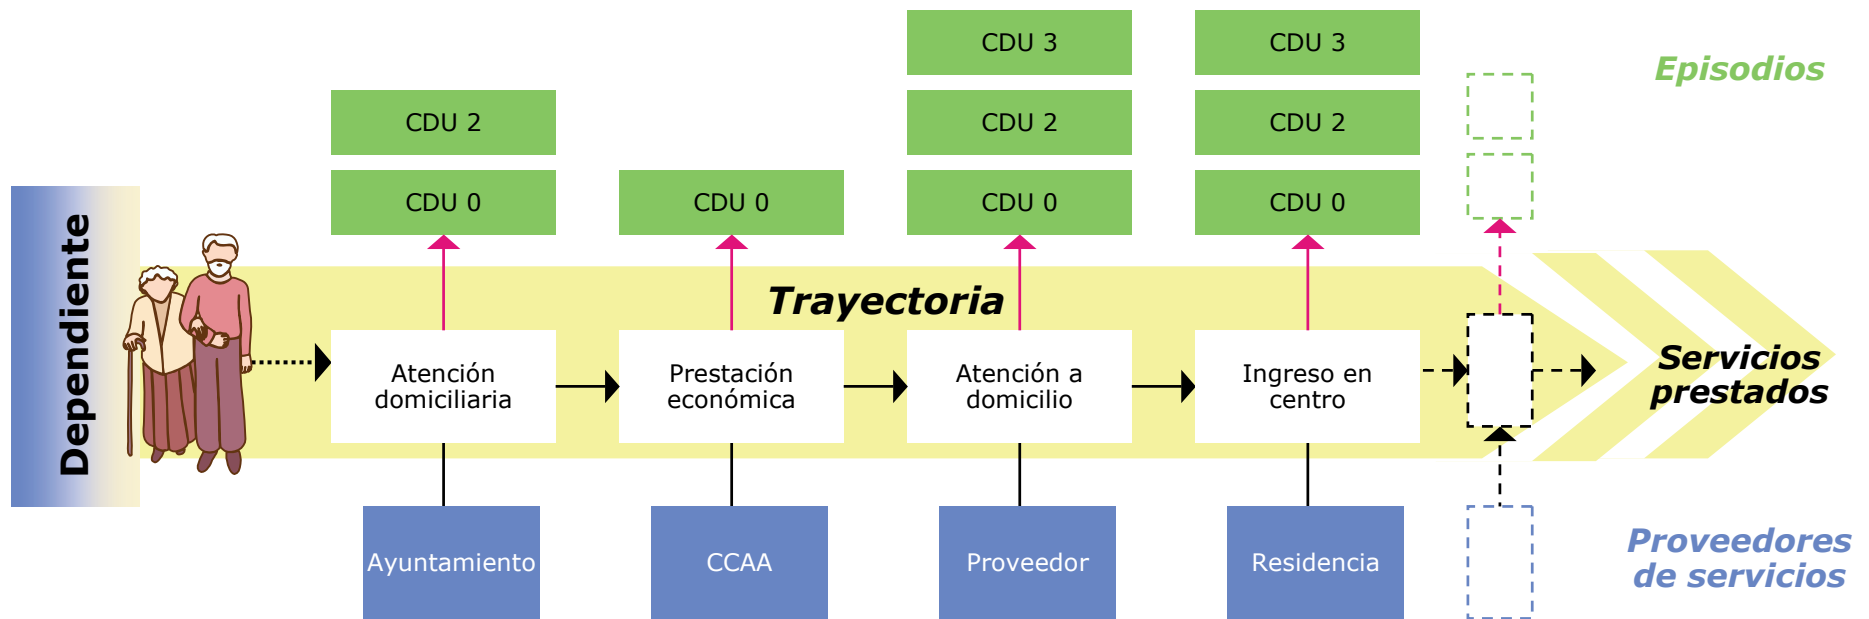 CDU 3
CDU 3
Episodios
CDU 2
CDU 2
CDU 2
CDU 0
CDU 0
CDU 0
CDU 0
Dependiente
Trayectoria
Atención
domiciliaria
Prestación
económica
Atención a
domicilio
Ingreso en
centro
Servicios
prestados
Ayuntamiento
CCAA
Proveedor
Residencia
Proveedores
de servicios